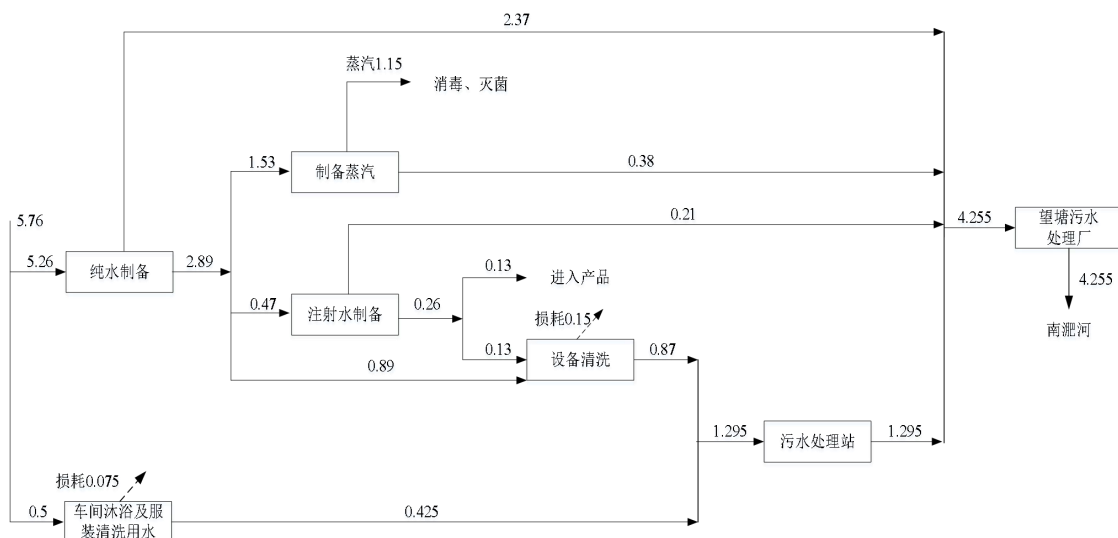 2.37
蒸汽1.15
消毒、灭菌
1.53
制备蒸汽
0.38
5.76
0.21
4.255
望塘污水
处理厂
5.26
纯水制备
2.89
0.13
进入产品
4.255
0.47
注射水制备
0.26
损耗0.15
南淝河
0.13
设备清洗
0.87
0.89
1.295
污水处理站
1.295
损耗0.075
0.5
车间沐浴及服
装清洗用水
0.425